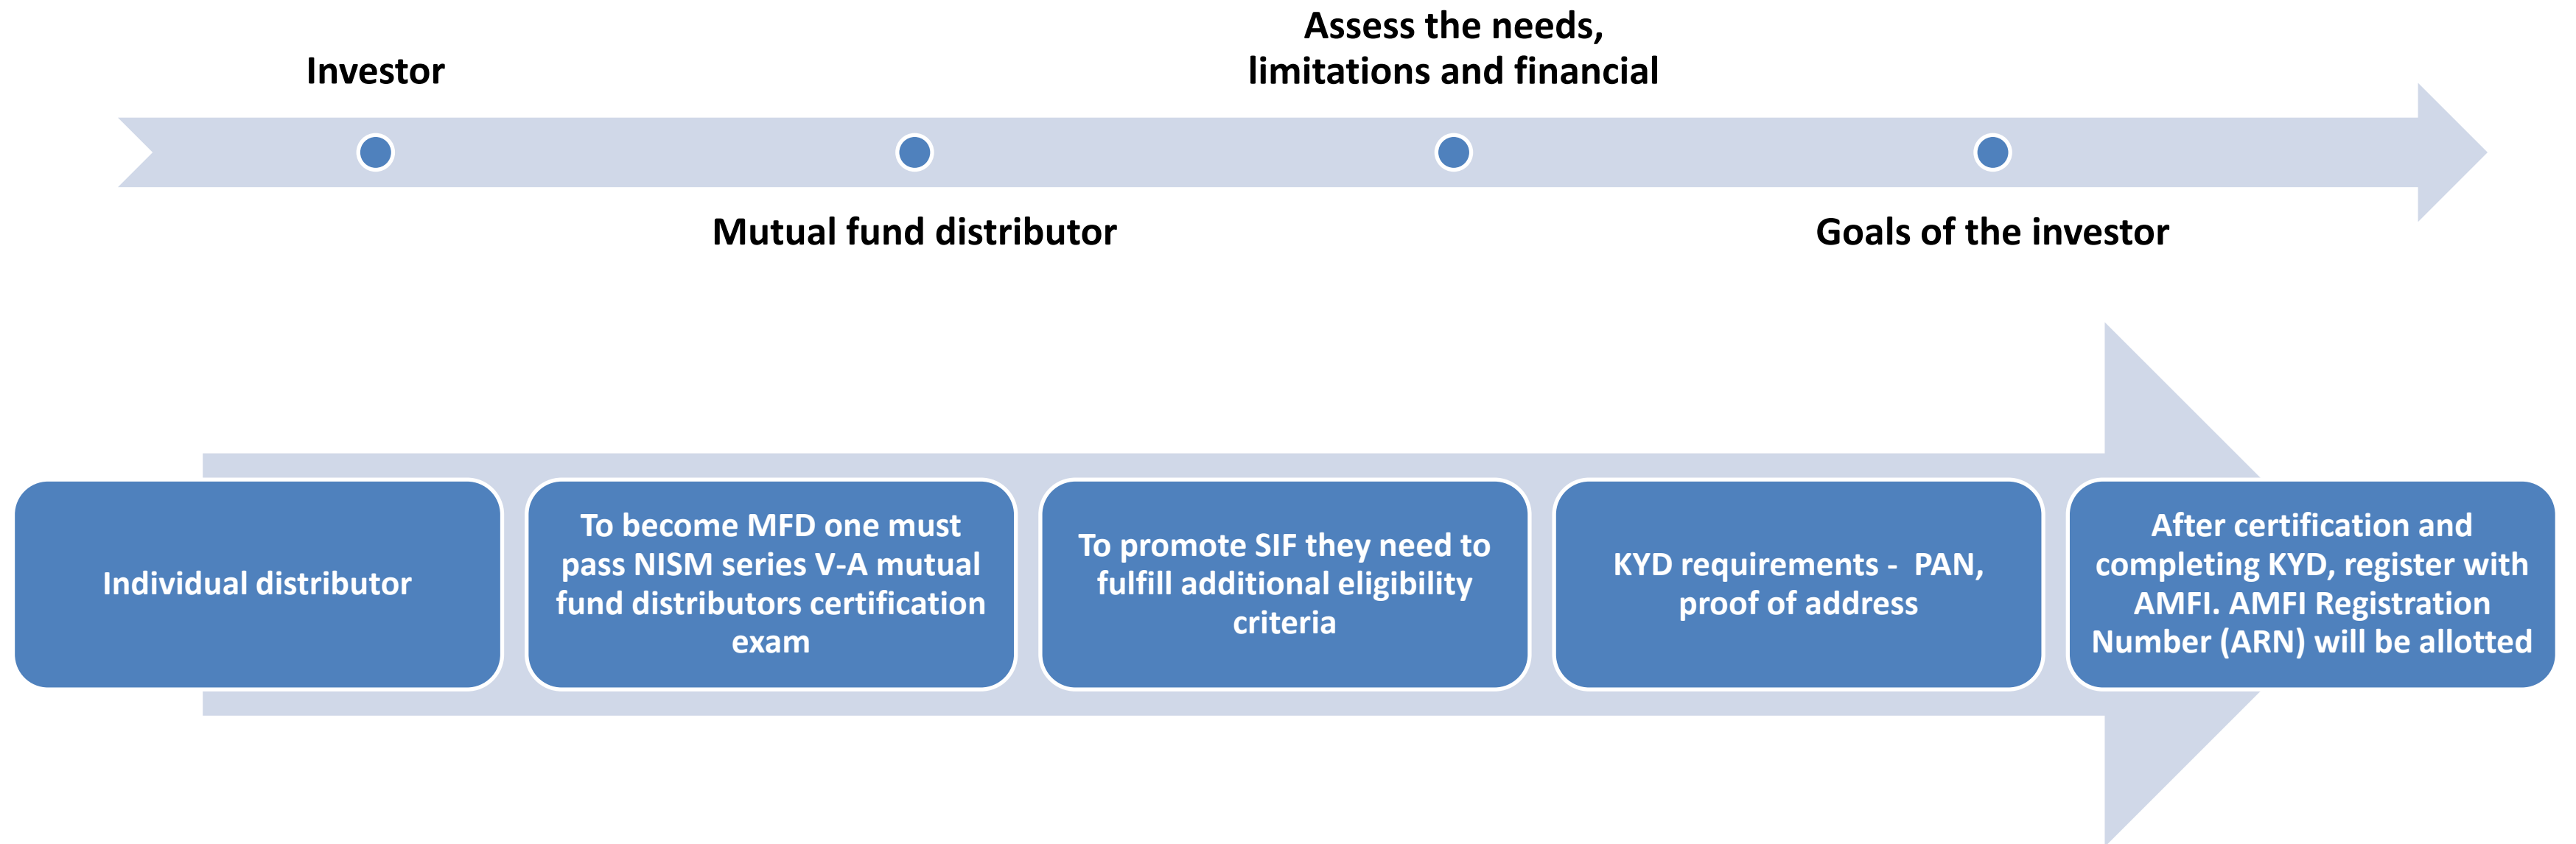 Investor
Assess the needs,
limitations and financial
Mutual fund distributor
Goals of the investor
Individual distributor
To become MFD one must
pass NISM series V-A mutual
fund distributors certification
exam
To promote SIF they need to
fulfill additional eligibility
criteria
KYD requirements -  PAN,
proof of address
After certification and
completing KYD, register with
AMFI. AMFI Registration
Number (ARN) will be allotted